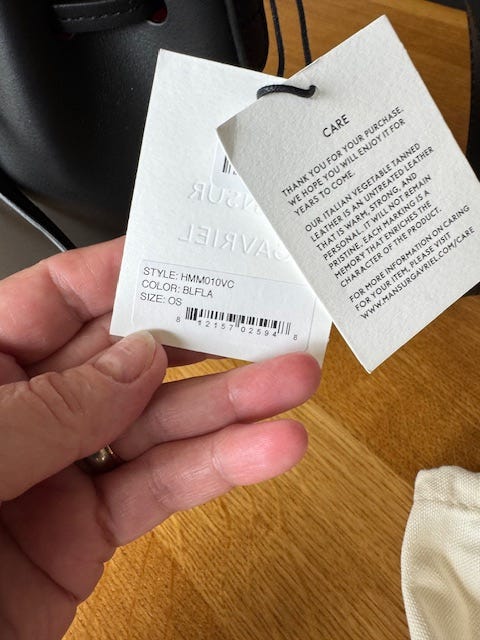 NSUR
GAVRIEL
STYLE: HMM010VC
COLOR: BLFLA
SIZE: OS
8 12157 02594 8
CARE
THANK YOU FOR YOUR PURCHASE.
WE HOPE YOU WILL ENJOY IT FOR
YEARS TO COME.
OUR ITALIAN VEGETABLE TANNED
LEATHER IS AN UNTREATED LEATHER
THAT IS WARM, STRONG, AND
PERSONAL. IT WILL NOT REMAIN
PRISTINE. EACH MARKING IS A
MEMORY THAT ENRICHES THE
CHARACTER OF THE PRODUCT.
FOR MORE INFORMATION ON CARING
FOR YOUR ITEM, PLEASE VISIT
WWW.MANSURGAVRIEL.COM/CARE